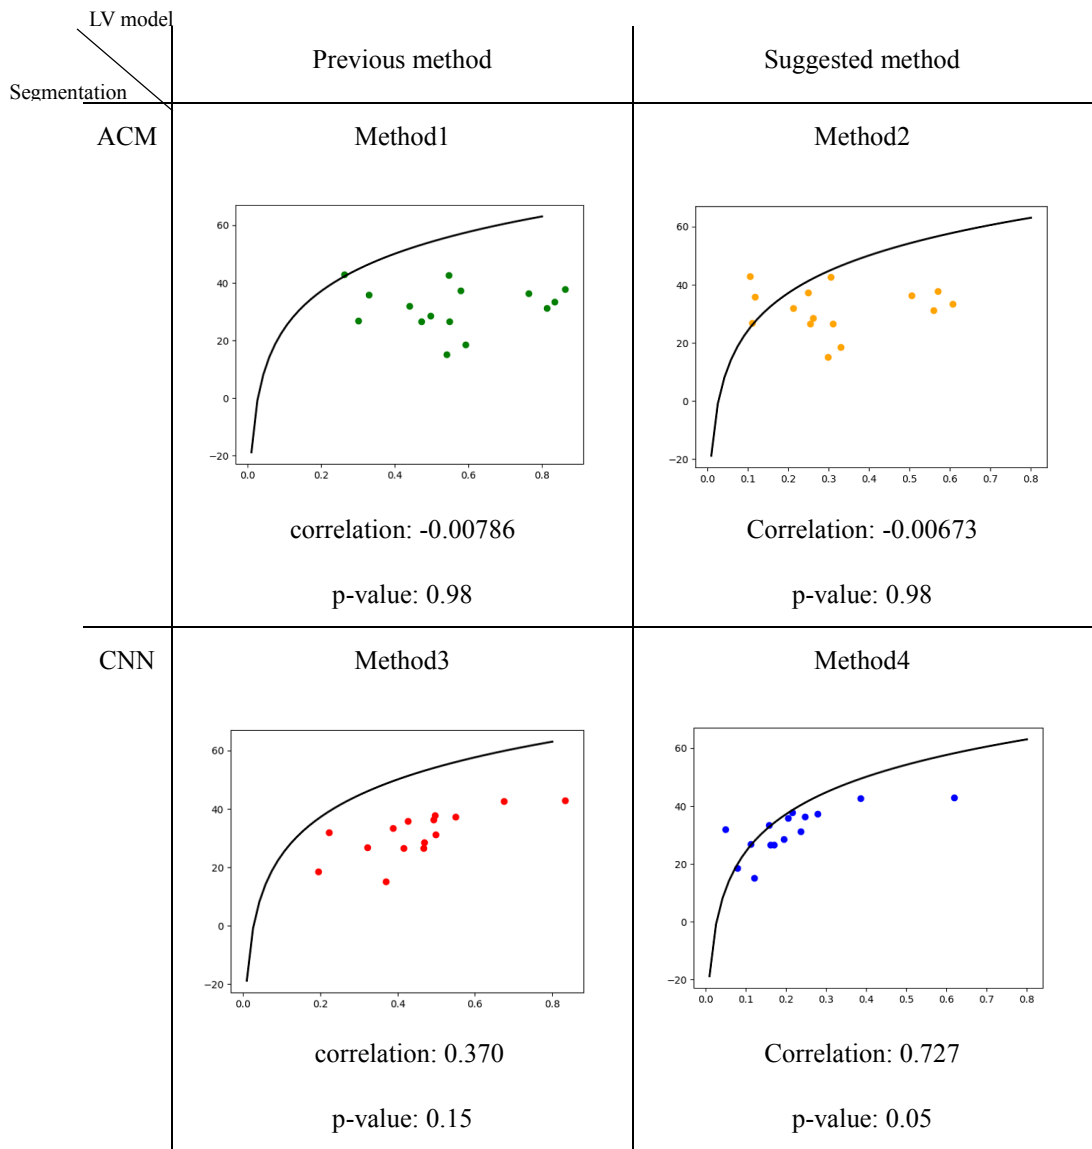 LV model
Segmentation
Previous method
Suggested method
ACM
Method1
Method2
60
40
20
0
−20
0.0 0.2 0.4 0.6 0.8
60
40
20
0
−20
0.0 0.1 0.2 0.3 0.4 0.5 0.6 0.7 0.8
correlation: -0.00786
Correlation: -0.00673
p-value: 0.98
p-value: 0.98
CNN
Method3
Method4
60
40
20
0
−20
0.0 0.2 0.4 0.6 0.8
60
40
20
0
−20
0.0 0.1 0.2 0.3 0.4 0.5 0.6 0.7 0.8
correlation: 0.370
Correlation: 0.727
p-value: 0.15
p-value: 0.05